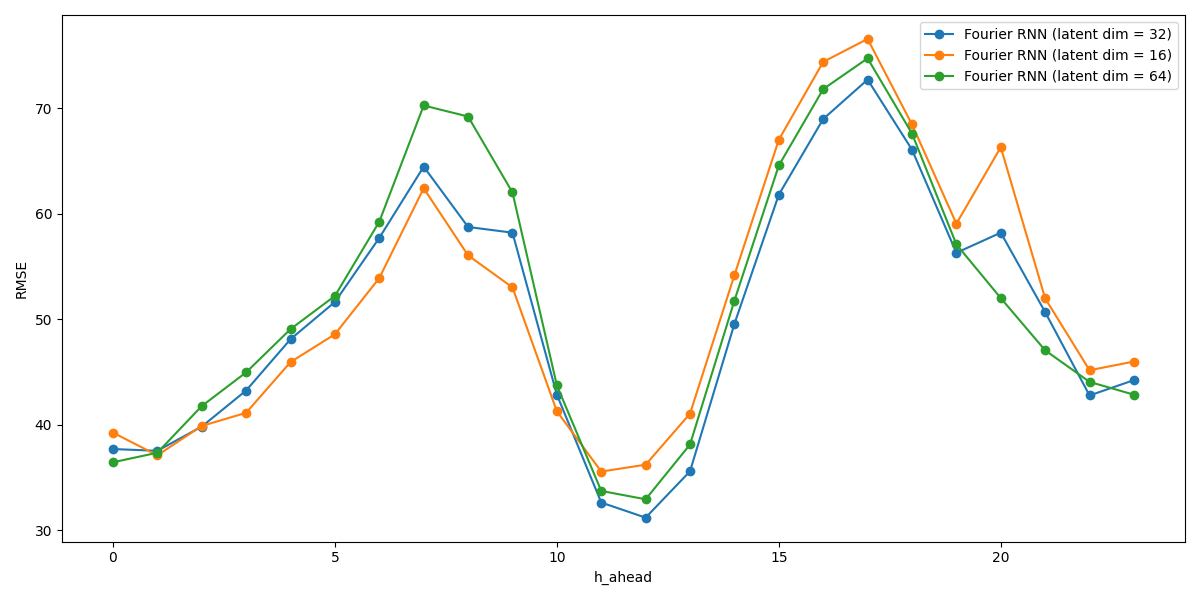 Fourier RNN (latent dim = 32)
Fourier RNN (latent dim = 16)
Fourier RNN (latent dim = 64)
70
60
50
40
30
RMSE
0 5 10 15 20
h_ahead